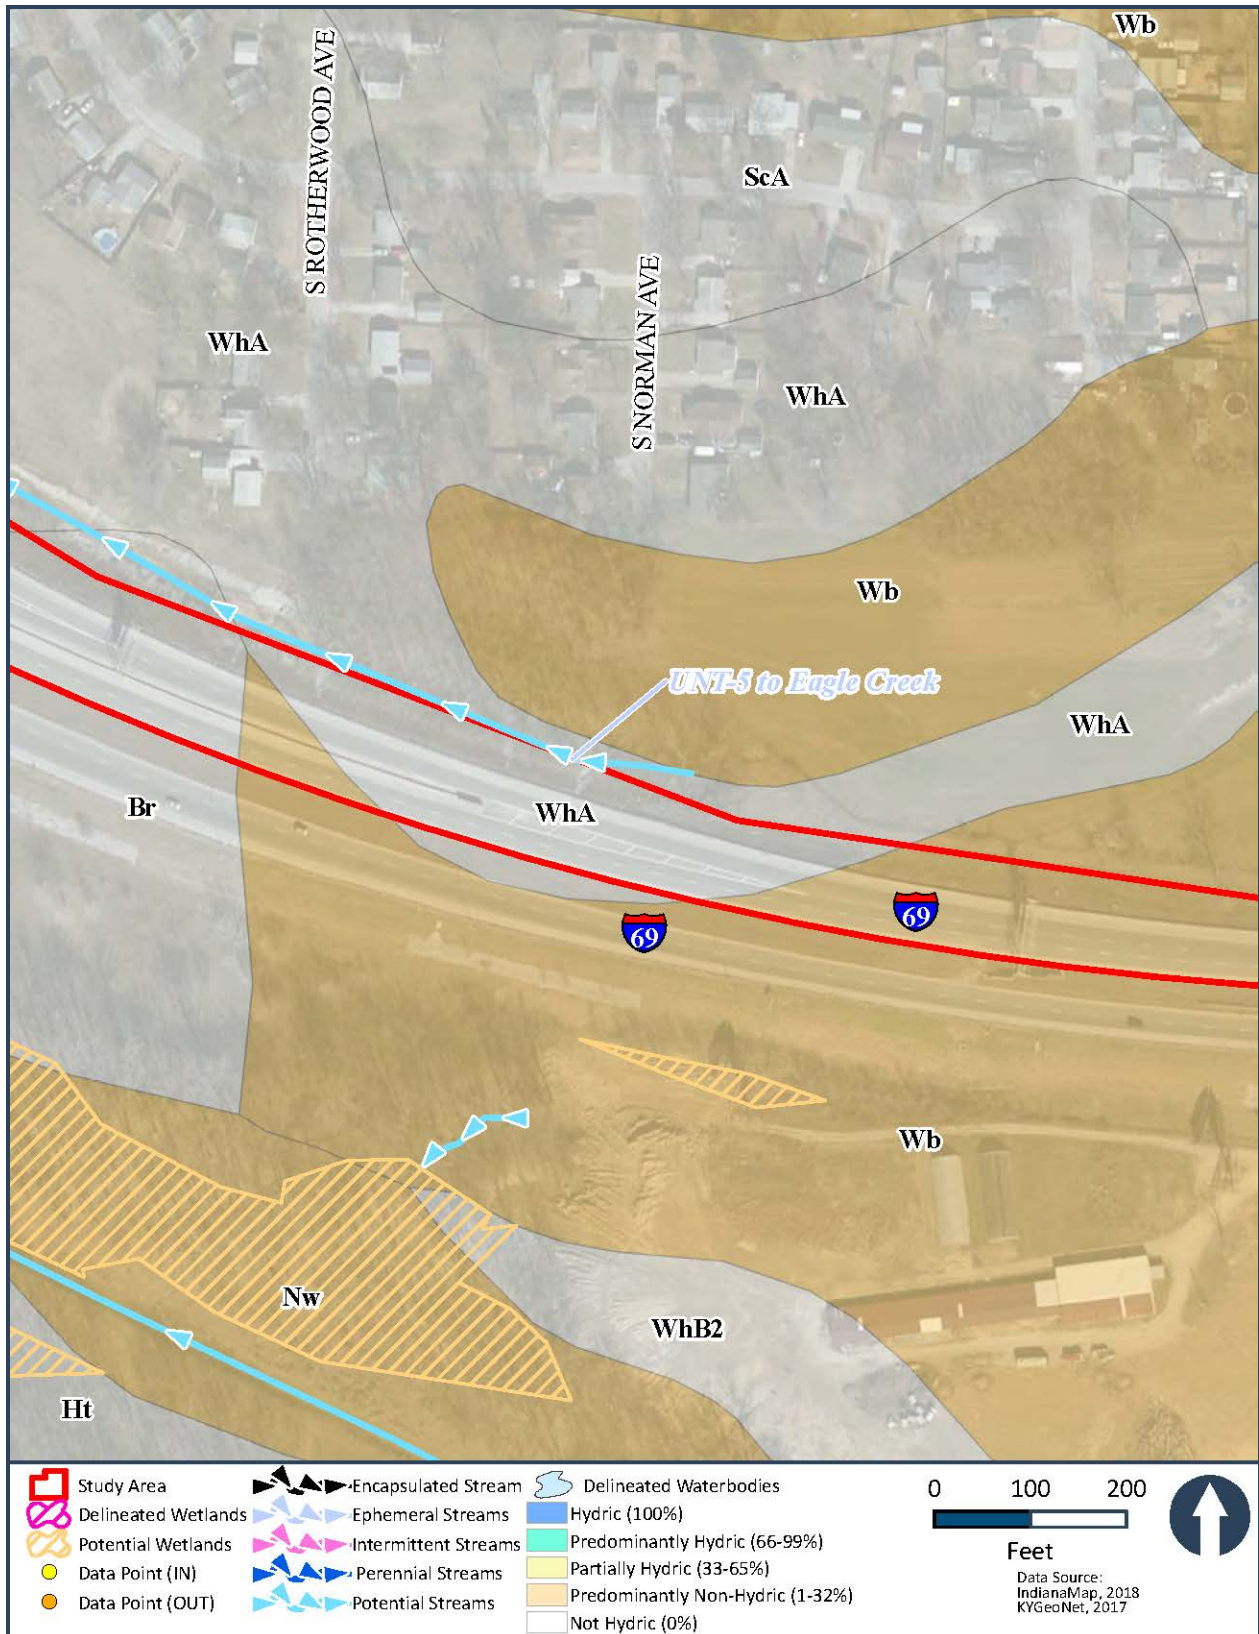 Wb
S ROTHERWOOD AVE
ScA
S NORMAN AVE
WhA
WhA
Wb
UNT-5 to Eagle Creek
WhA
Br
WhA
69
69
Wb
Nw
WhB2
Ht
Study Area
Delineated Wetlands
Potential Wetlands
Data Point (IN)
Data Point (OUT)
Encapsulated Stream
Ephemeral Streams
Intermittent Streams
Perennial Streams
Potential Streams
Delineated Waterbodies
Hydric (100%)
Predominantly Hydric (66-99%)
Partially Hydric (33-65%)
Predominantly Non-Hydric (1-32%)
Not Hydric (0%)
0 100 200
Feet
Data Source:
IndianaMap, 2018
KYGeoNet, 2017